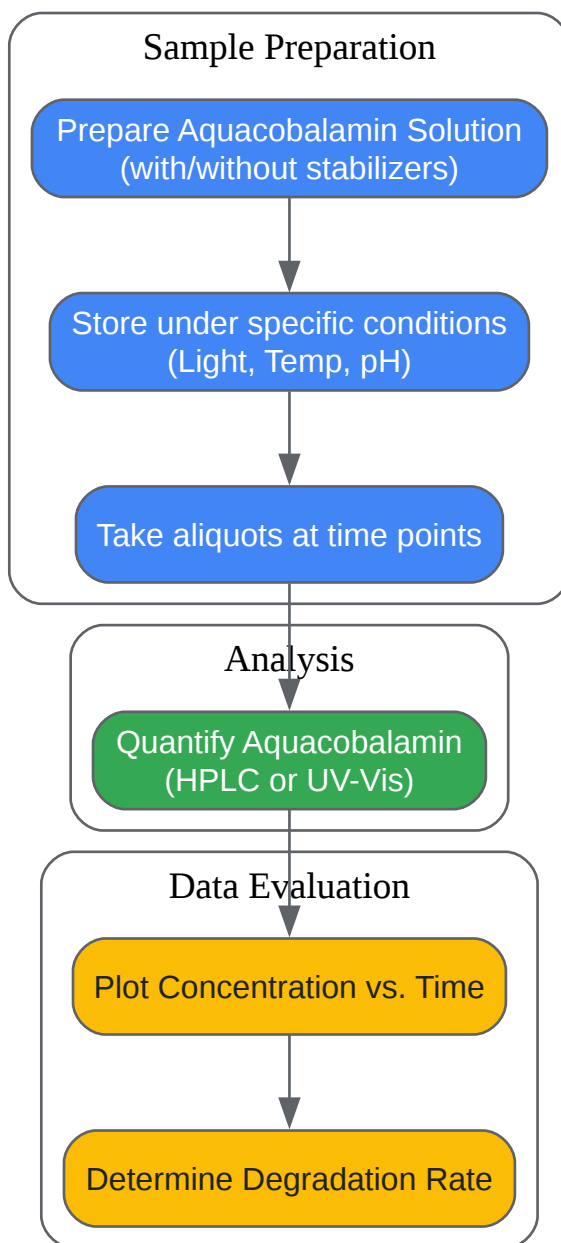 Sample Preparation
Prepare Aquacobalamin Solution
(with/without stabilizers)
Store under specific conditions
(Light, Temp, pH)
Take aliquots at time points
Analysis
Quantify Aquacobalamin
(HPLC or UV-Vis)
Data Evaluation
Plot Concentration vs. Time
Determine Degradation Rate